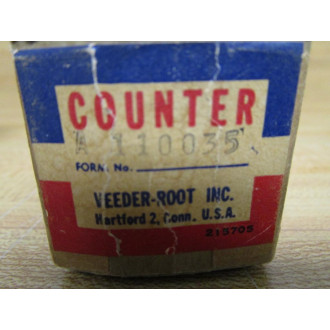 COUNTER
A 110035
FORM No.
VEEDER-ROOT INC.
Hartford 2, Conn. U.S.A.
215705